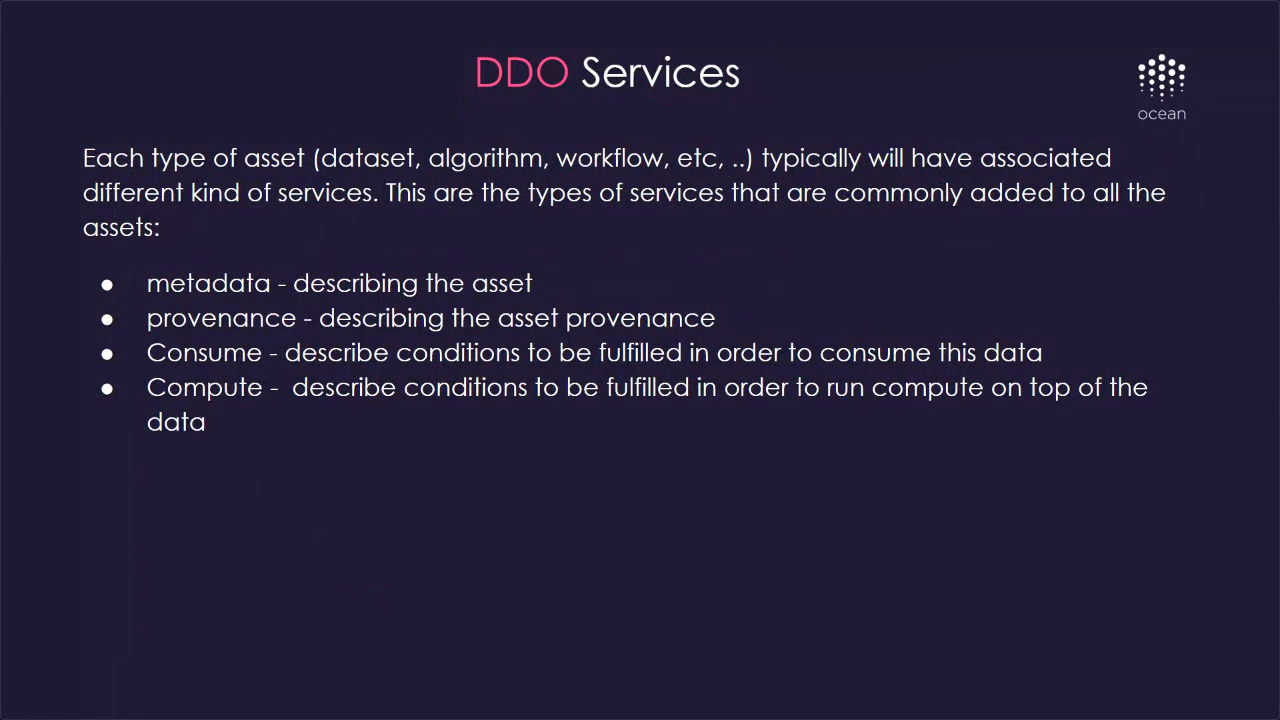 DDO Services
ocean
Each type of asset (dataset, algorithm, workflow, etc, ..) typically will have associated
different kind of services. This are the types of services that are commonly added to all the
assets:
● metadata - describing the asset
● provenance - describing the asset provenance
● Consume - describe conditions to be fulfilled in order to consume this data
● Compute -  describe conditions to be fulfilled in order to run compute on top of the
data